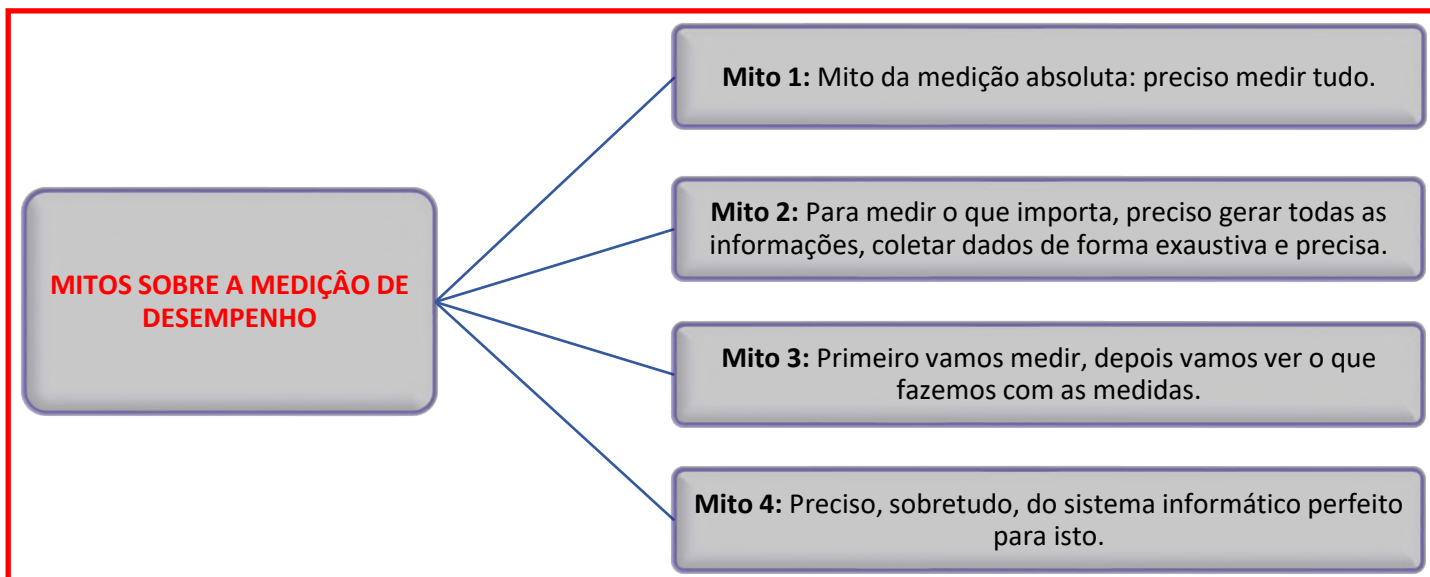 Mito 1: Mito da medição absoluta: preciso medir tudo.
Mito 2: Para medir o que importa, preciso gerar todas as
informações, coletar dados de forma exaustiva e precisa.
MITOS SOBRE A MEDIÇÂO DE
DESEMPENHO
Mito 3: Primeiro vamos medir, depois vamos ver o que
fazemos com as medidas.
Mito 4: Preciso, sobretudo, do sistema informático perfeito
para isto.